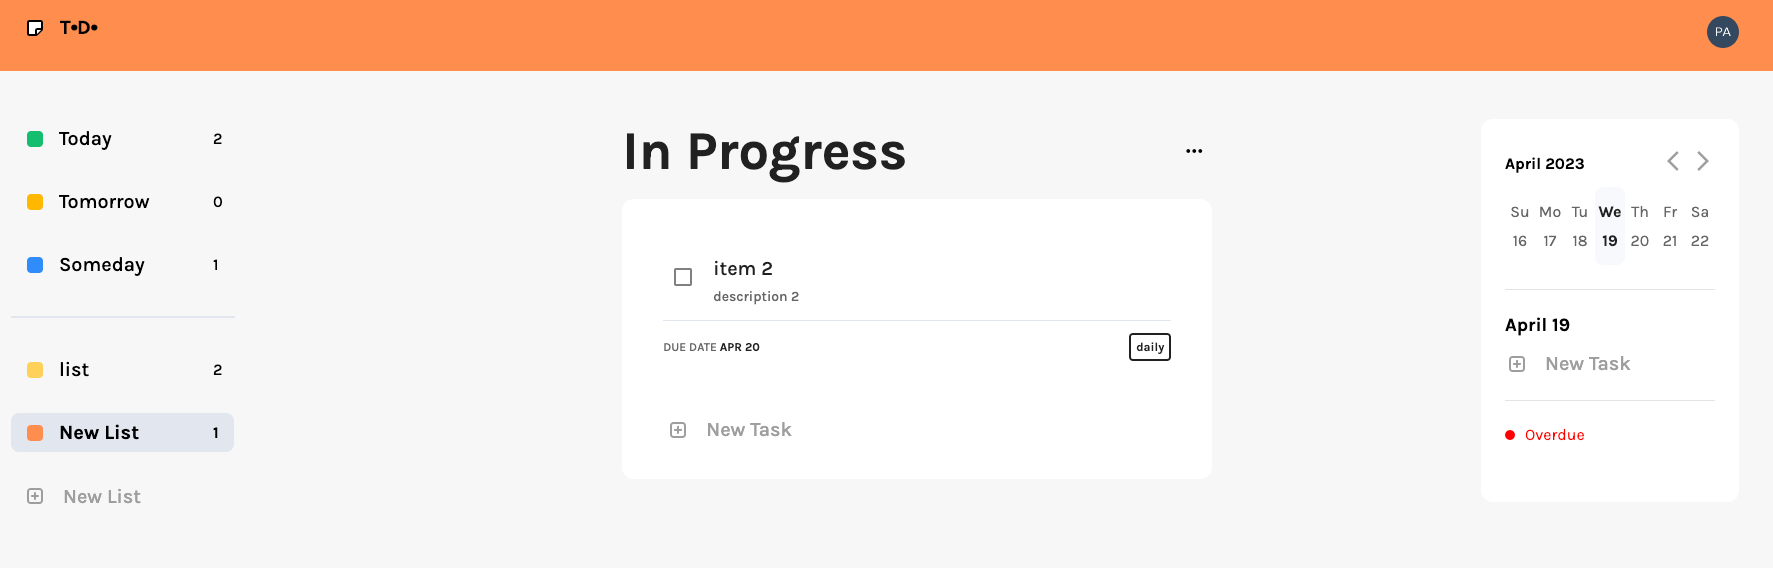 T•D•
PA
Today 2
Tomorrow 0
Someday 1
list 2
New List 1
New List
In Progress
item 2
description 2
DUE DATE APR 20
daily
New Task
April 2023
Su Mo Tu We Th Fr Sa
16 17 18 19 20 21 22
April 19
New Task
Overdue